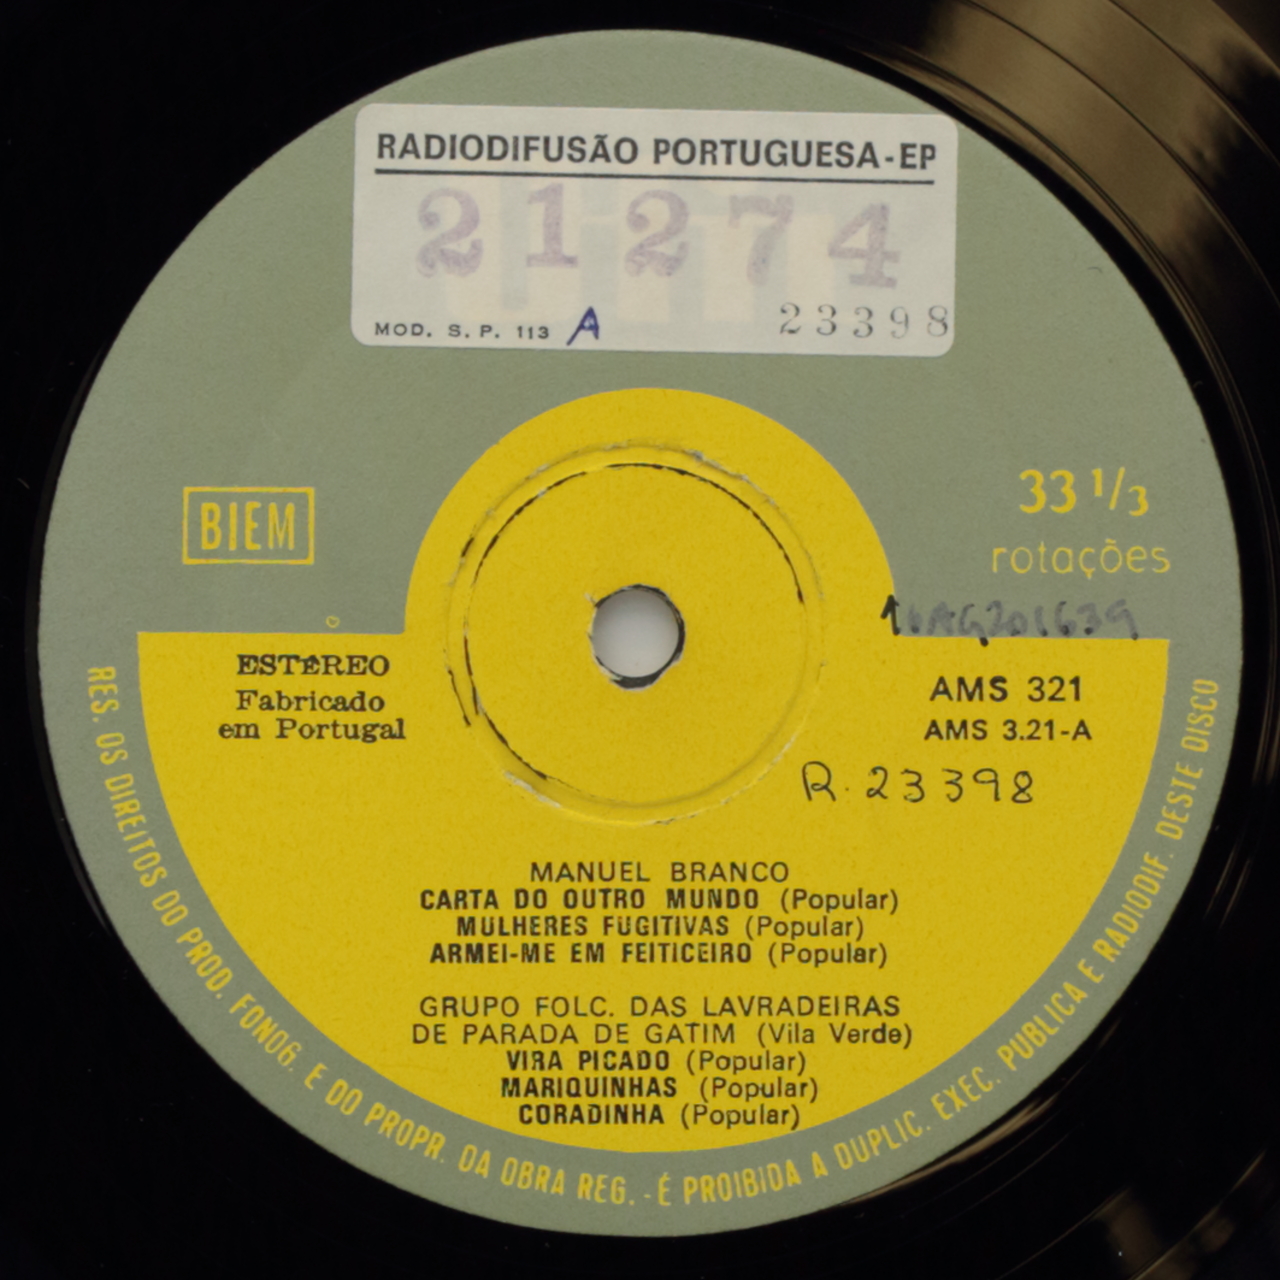 RADIODIFUSÃO PORTUGUESA-EP
21274
MOD. S. P. 113 A 23398
BIEM
33 1/3
rotações
ESTÉREO
Fabricado
em Portugal
AMS 321
AMS 3.21-A
R. 23398
MANUEL BRANCO
CARTA DO OUTRO MUNDO (Popular)
MULHERES FUGITIVAS (Popular)
ARMEI-ME EM FEITICEIRO (Popular)
GRUPO FOLC. DAS LAVRADEIRAS
DE PARADA DE GATIM (Vila Verde)
VIRA PICADO (Popular)
MARIQUINHAS (Popular)
CORADINHA (Popular)
RES. OS DIREITOS DO PROD. FONOG. E DO PROPR. DA OBRA REG. - É PROIBIDA A DUPLIC. EXEC. PUBLICA E RADIODIF. DESTE DISCO